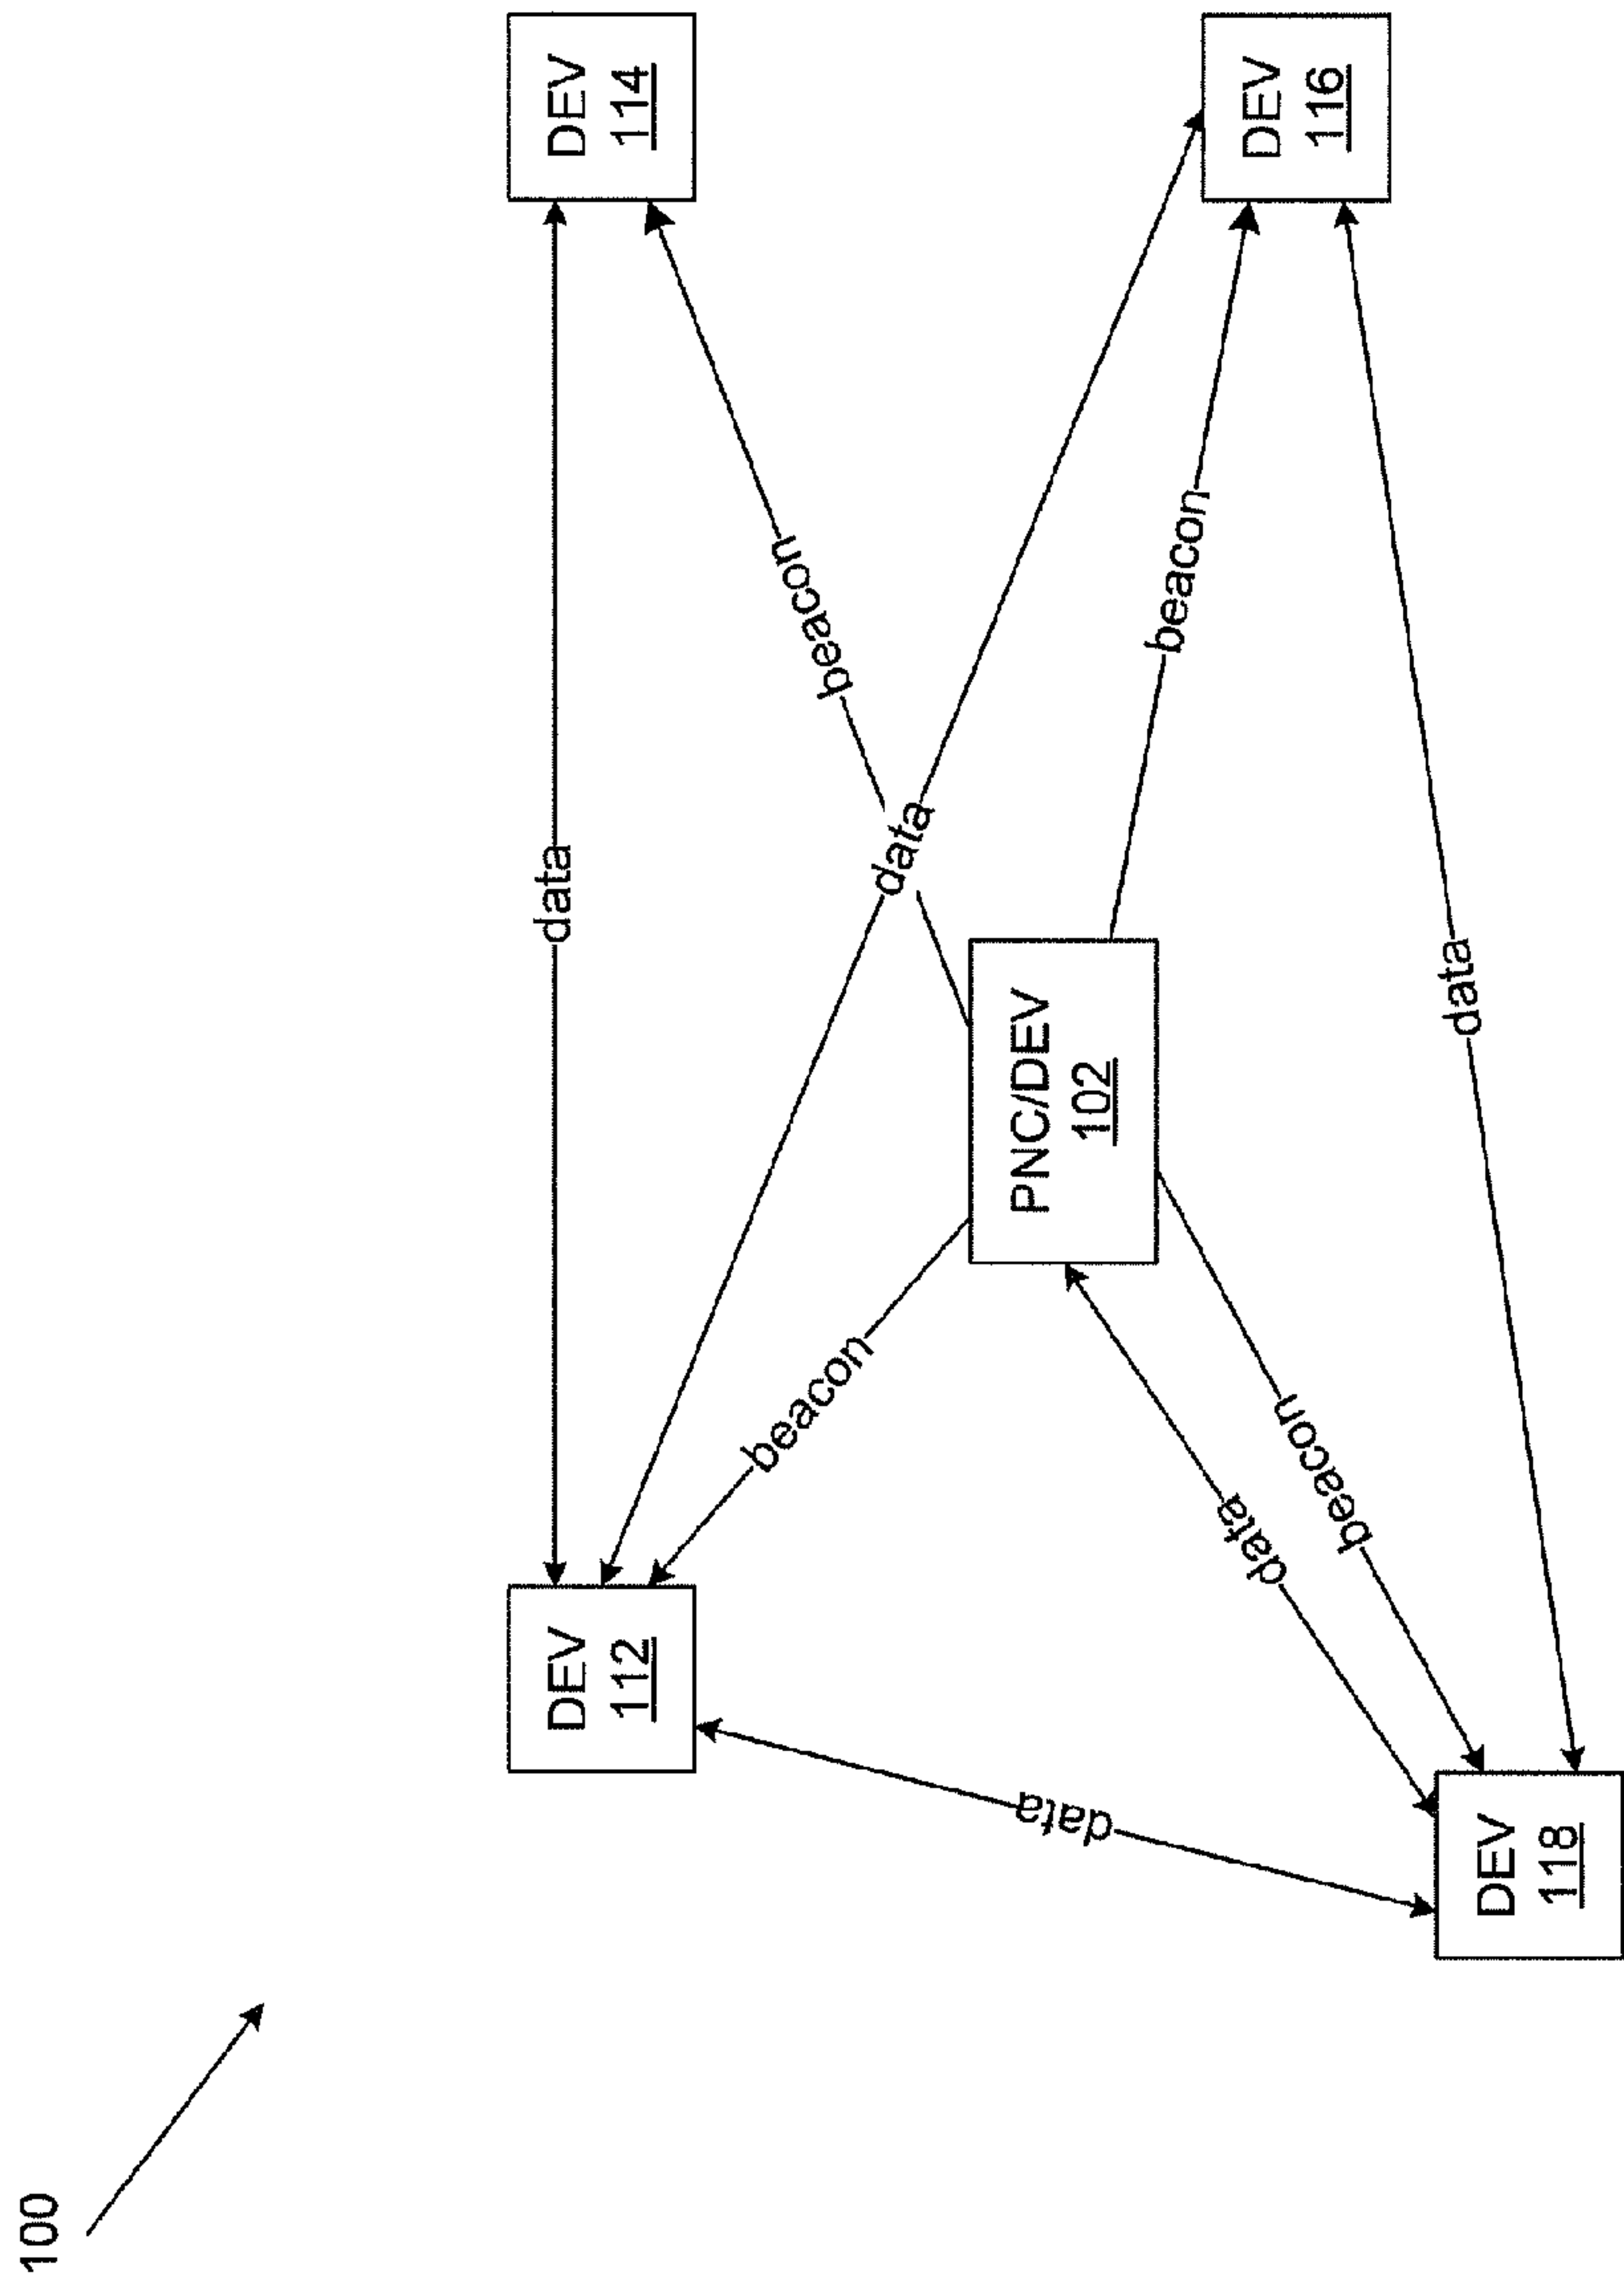 100
DEV
112
DEV
114
data
data
beacon
beacon
data
PNC/DEV
102
beacon
data
beacon
data
DEV
118
DEV
116